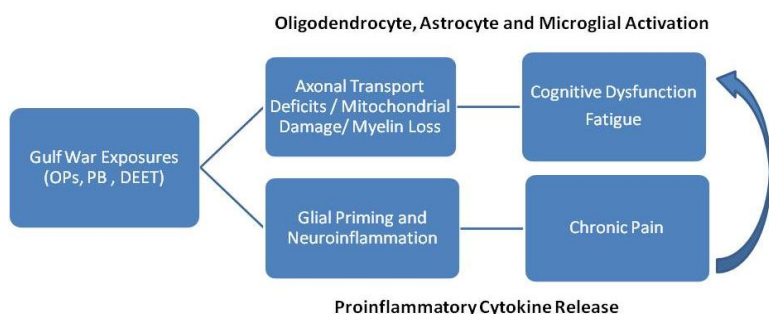 Oligodendrocyte, Astrocyte and Microglial Activation
Gulf War Exposures
(OPs, PB , DEET)
Axonal Transport
Deficits / Mitochondrial
Damage/ Myelin Loss
Cognitive Dysfunction
Fatigue
Glial Priming and
Neuroinflammation
Chronic Pain
Proinflammatory Cytokine Release